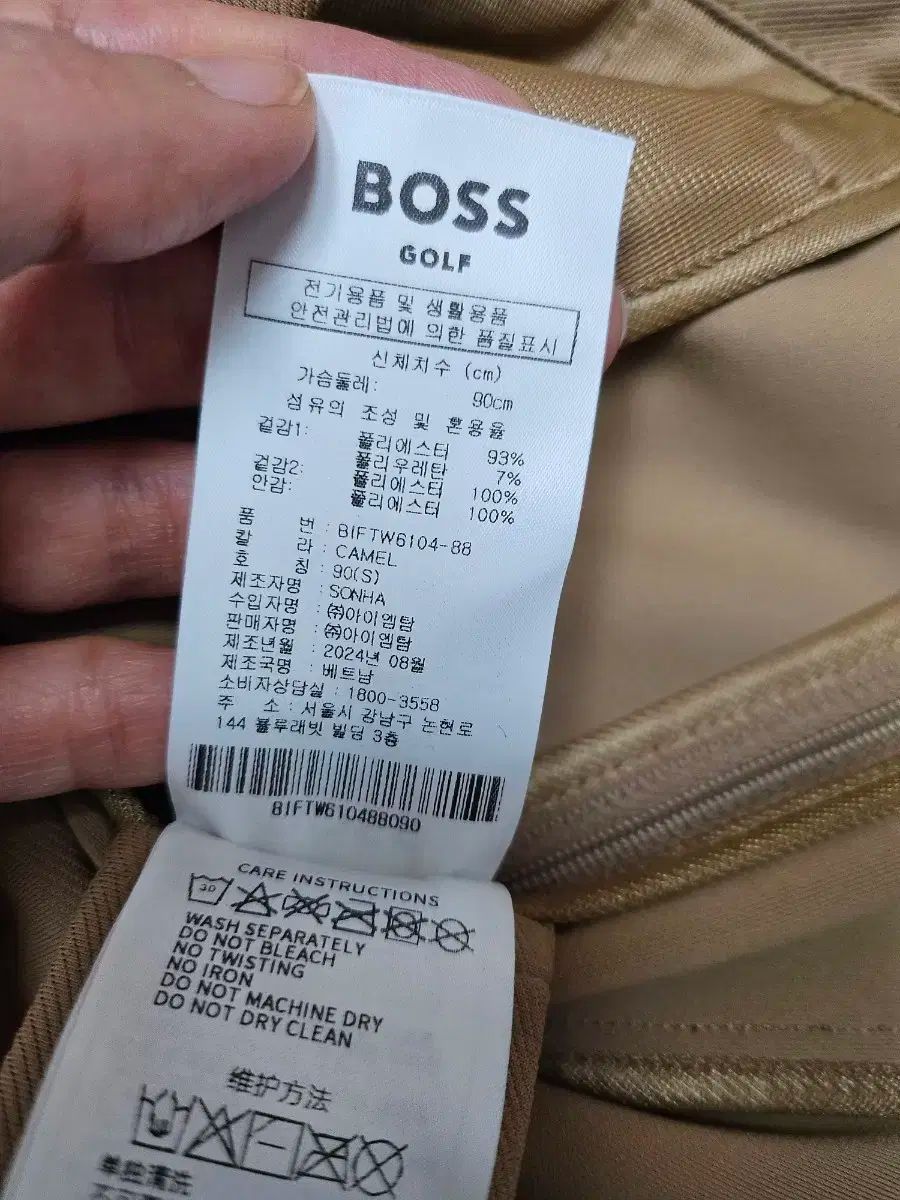 BOSS
GOLF
전기용품 및 생활용품
안전관리법에 의한 품질표시
신체치수 (cm)
가슴둘레: 90cm
섬유의 조성 및 혼용율
겉감1: 폴리에스터 93%
폴리우레탄 7%
겉감2: 폴리에스터 100%
안감: 폴리에스터 100%
품 번 : BIFTW6104-88
칼 라 : CAMEL
호 칭 : 90(S)
제조자명 : SONHA
수입자명 : ㈜아이엠탐
판매자명 : ㈜아이엠탐
제조년월 : 2024년 08월
제조국명 : 베트남
소비자상담실 : 1800-3558
주 소 : 서울시 강남구 논현로
144 블루래빗 빌딩 3층
BIFTW610488090
CARE INSTRUCTIONS
30
WASH SEPARATELY
DO NOT BLEACH
NO TWISTING
NO IRON
DO NOT MACHINE DRY
DO NOT DRY CLEAN
维护方法
单独清洗